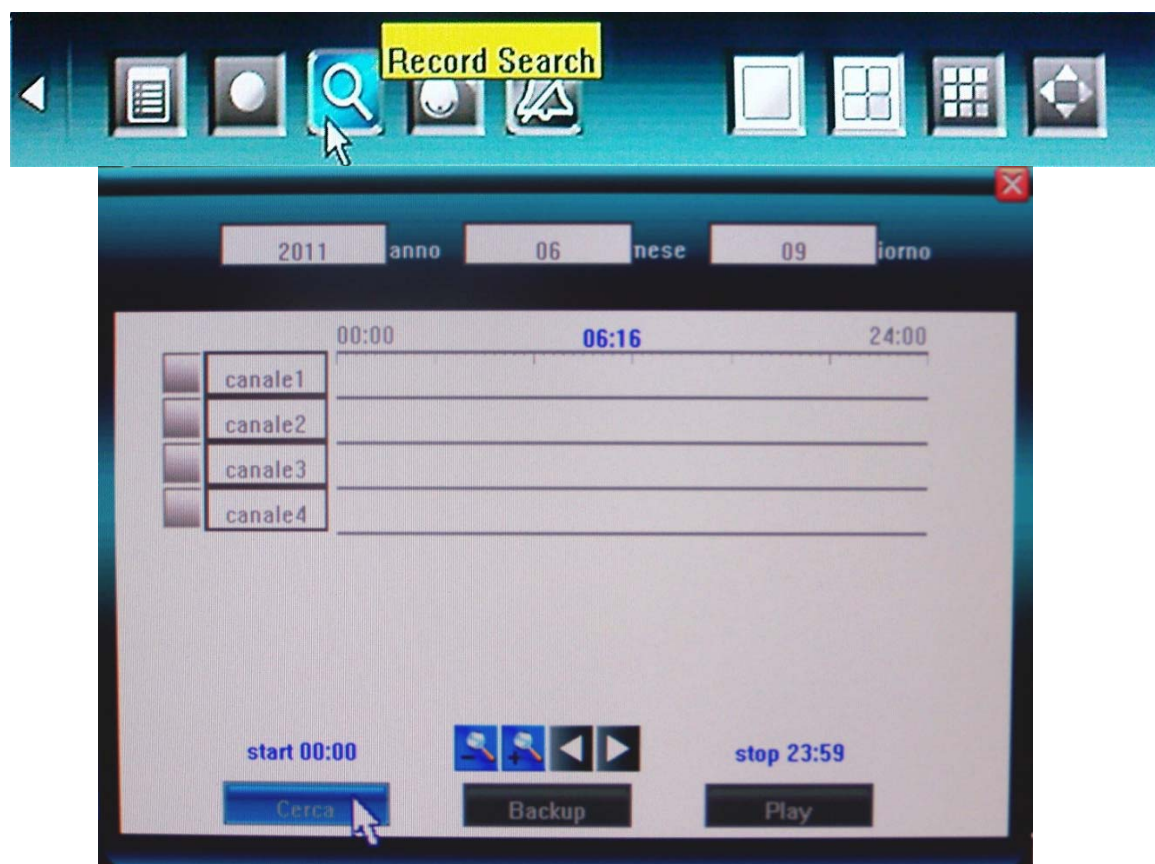 Record Search
2011 anno 06 mese 09 iorno
00:00 06:16 24:00
canale1
canale2
canale3
canale4
start 00:00 stop 23:59
Cerca Backup Play